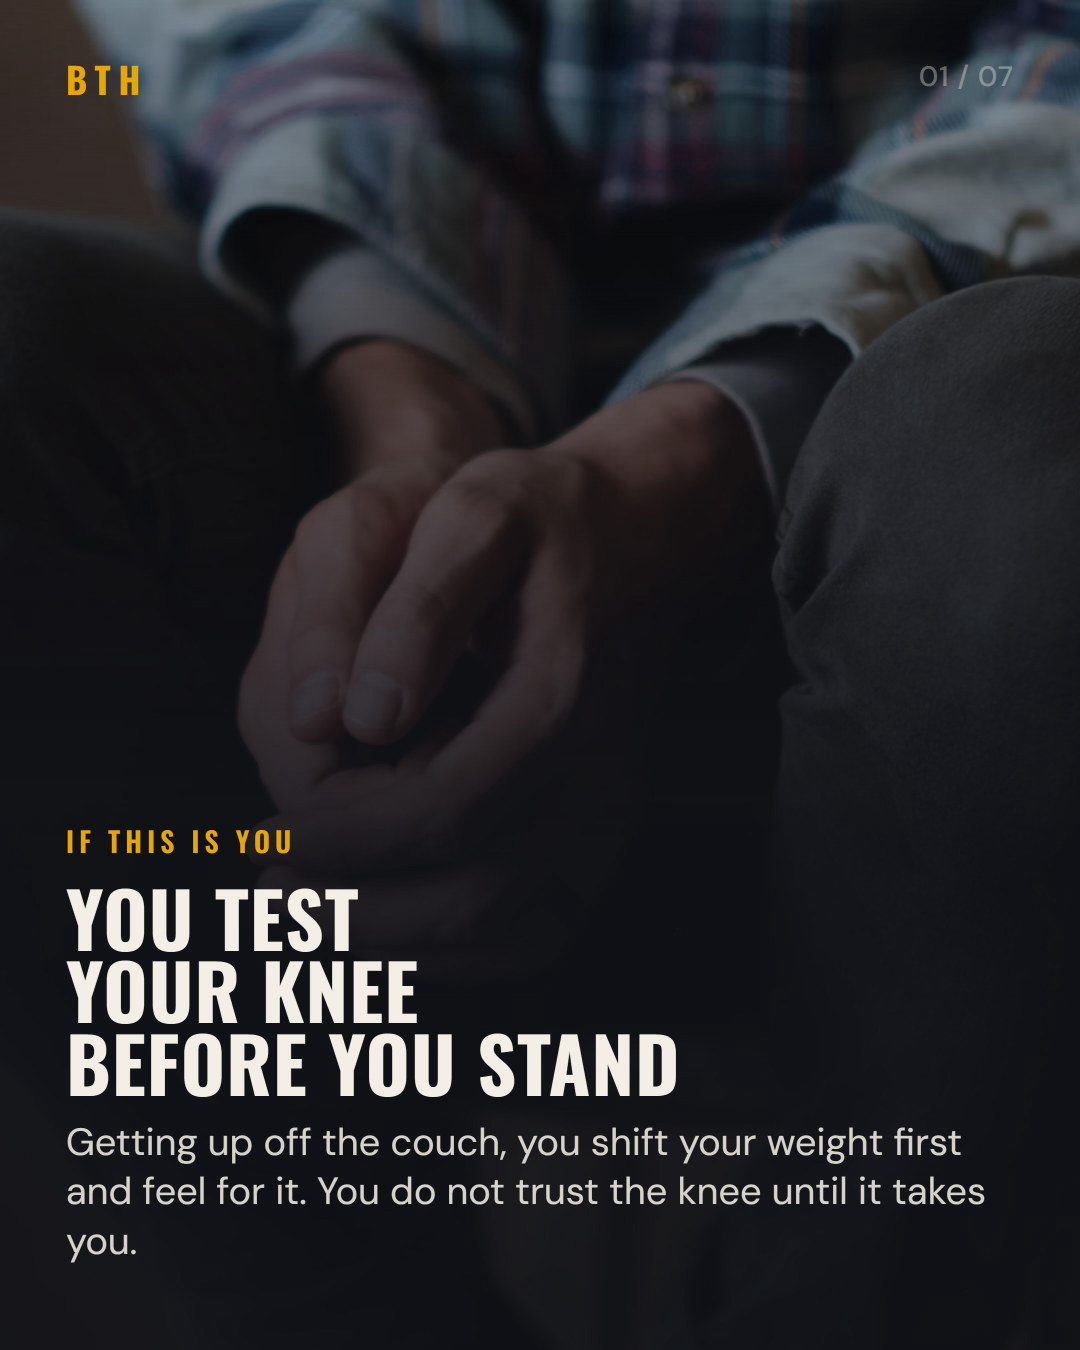 BTH
01 / 07
IF THIS IS YOU
YOU TEST
YOUR KNEE
BEFORE YOU STAND
Getting up off the couch, you shift your weight first
and feel for it. You do not trust the knee until it takes
you.